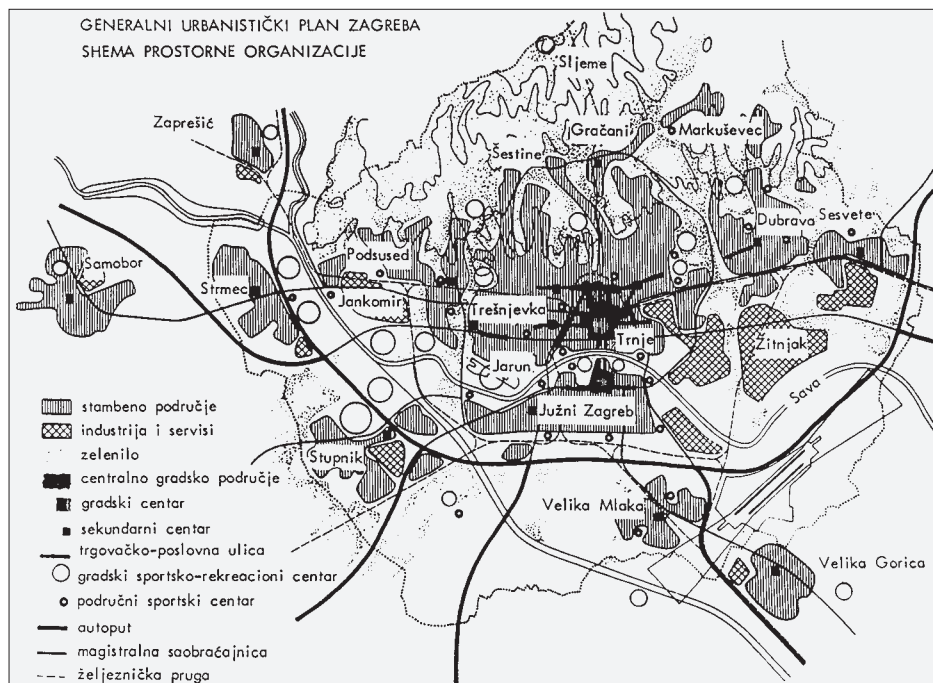 GENERALNI URBANISTIČKI PLAN ZAGREBA
SHEMA PROSTORNE ORGANIZACIJE
Sljeme
Zaprešić
Gračani
Markuševec
Šestine
Dubrava
Sesvete
Podsused
Samobor
Strmec
Jankomir
Trešnjevka
Trnje
Žitnjak
Jarun
Sava
Južni Zagreb
Stupnik
Velika Mlaka
Velika Gorica
stambeno područje
industrija i servisi
zelenilo
centralno gradsko područje
gradski centar
sekundarni centar
trgovačko-poslovna ulica
gradski sportsko-rekreacioni centar
područni sportski centar
autoput
magistralna saobraćajnica
željeznička pruga